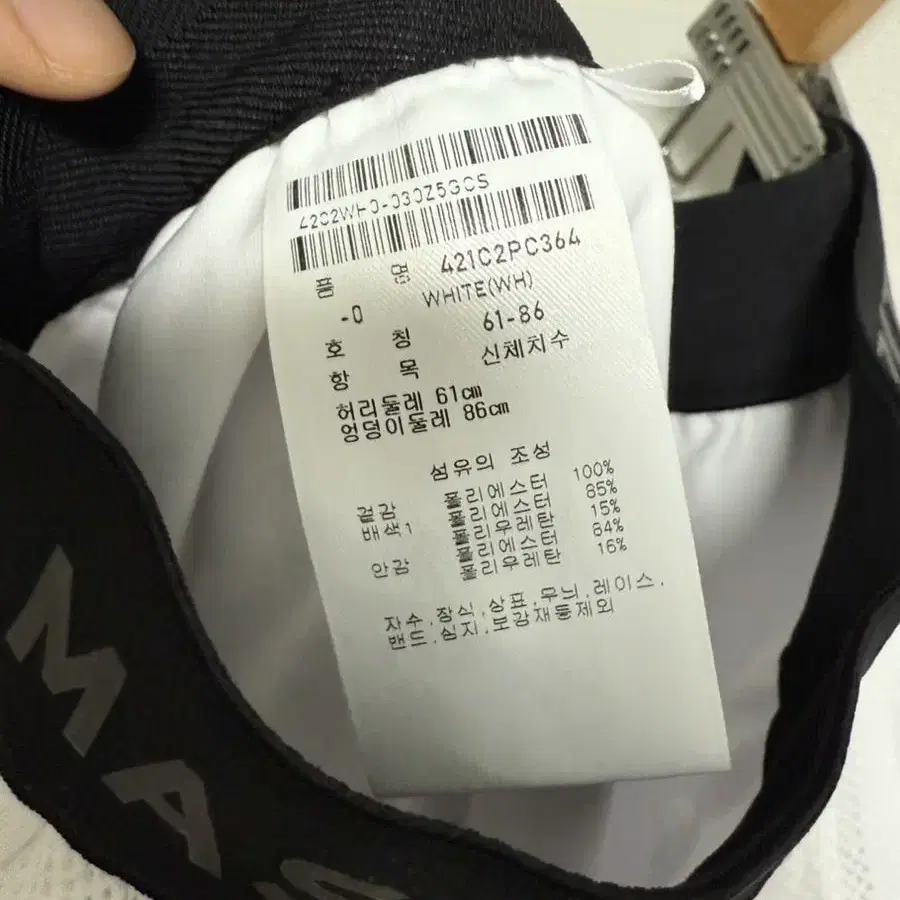 42C2WH0-030Z5GCS
품 명 421C2PC364
-0 WHITE(WH)
호 칭 61-86
항 목 신체치수
허리둘레 61cm
엉덩이둘레 86cm
섬유의 조성
겉감 폴리에스터 100%
배색1 폴리에스터 85%
폴리우레탄 15%
안감 폴리에스터 84%
폴리우레탄 16%
자수,장식,상표,무늬,레이스,
밴드,심지,보강재등제외
MAS